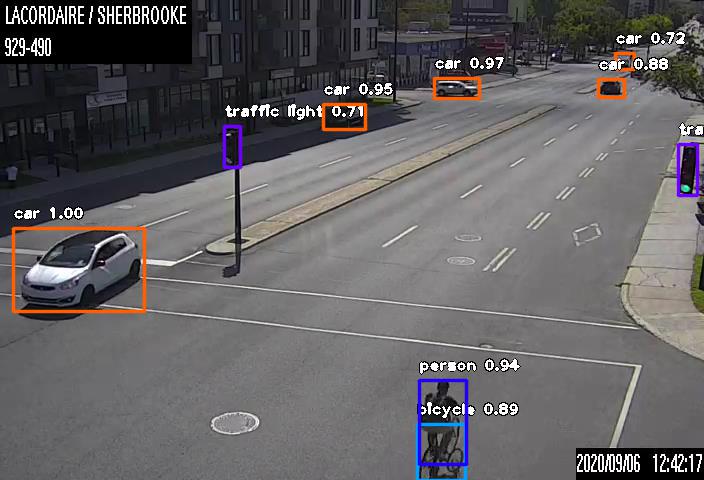 LACORDAIRE / SHERBROOKE
929-490
car 0.72
car 0.97
car 0.88
car 0.95
traffic light 0.71
tra
car 1.00
person 0.94
bicycle 0.89
2020/09/06 12:42:17